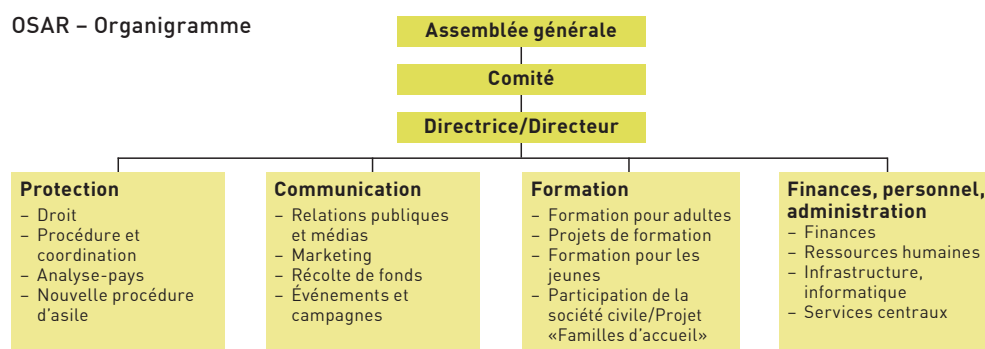 OSAR – Organigramme
Assemblée générale
Comité
Directrice/Directeur
Protection
– Droit
– Procédure et
coordination
– Analyse-pays
– Nouvelle procédure
d'asile
Communication
– Relations publiques
et médias
– Marketing
– Récolte de fonds
– Événements et
campagnes
Formation
– Formation pour adultes
– Projets de formation
– Formation pour les
jeunes
– Participation de la
société civile/Projet
«Familles d'accueil»
Finances, personnel,
administration
– Finances
– Ressources humaines
– Infrastructure,
informatique
– Services centraux